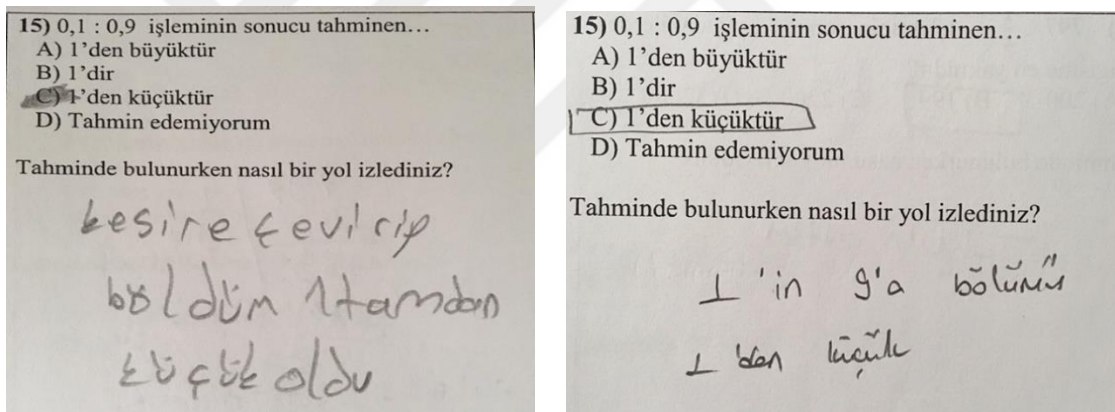 15) 0,1 : 0,9 işleminin sonucu tahminen…
A) 1’den büyüktür
B) 1’dir
C) 1’den küçüktür
D) Tahmin edemiyorum
Tahminde bulunurken nasıl bir yol izlediniz?
kesire çevirip
böldüm 1tamdan
küçük oldu
15) 0,1 : 0,9 işleminin sonucu tahminen…
A) 1’den büyüktür
B) 1’dir
C) 1’den küçüktür
D) Tahmin edemiyorum
Tahminde bulunurken nasıl bir yol izlediniz?
1'in 9'a bölümü
1 den küçük